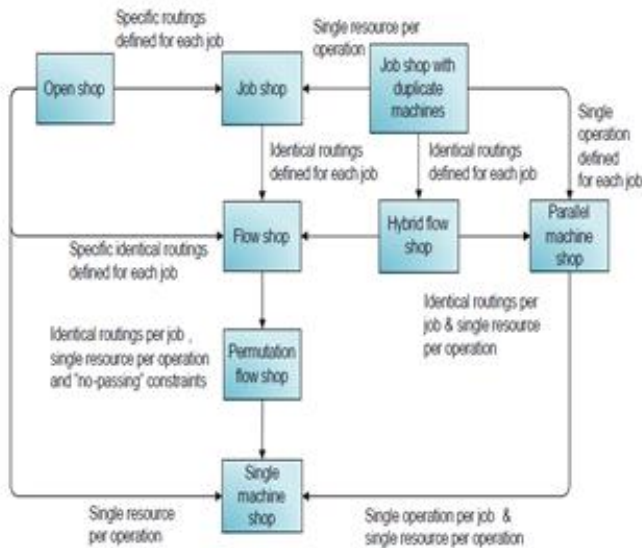 Specific routings
defined for each job
Single resource per
operation
Open shop
Job shop
Job shop with
duplicate
machines
Single
operation
defined
for each job
Identical routings
defined for each job
Identical routings
defined for each job
Flow shop
Hybrid flow
shop
Parallel
machine
shop
Specific identical routings
defined for each job
Identical routings per
job & single resource
per operation
Identical routings per job ,
single resource per operation
and "no-passing" constraints
Permutation
flow shop
Single
machine
shop
Single resource
per operation
Single operation per job &
single resource per operation